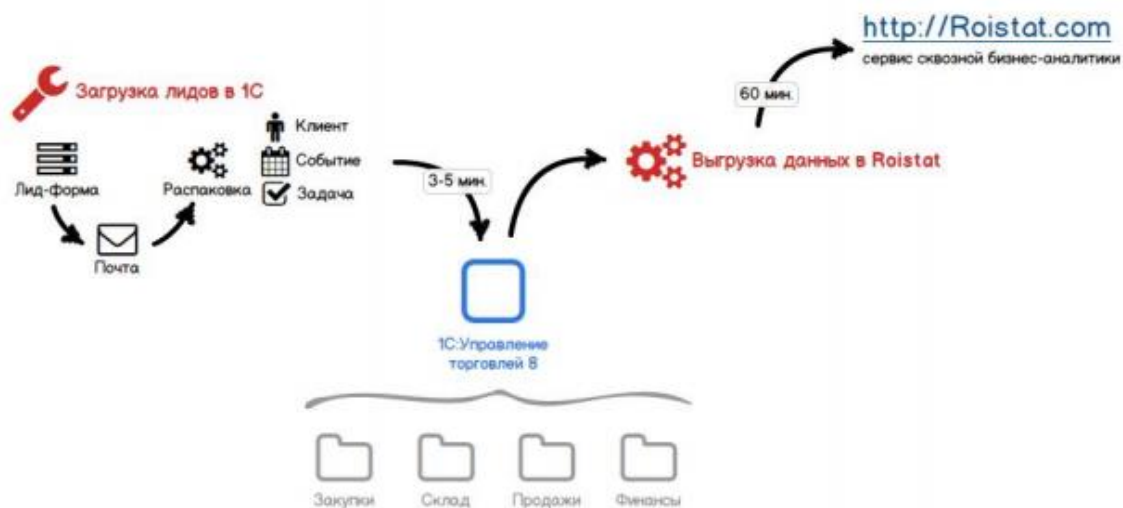 http://Roistat.com
сервис сквозной бизнес-аналитики
Загрузка лидов в 1С
60 мин.
Клиент
Событие
Задача
Лид-форма
Распаковка
Почта
3-5 мин.
Выгрузка данных в Roistat
1С:Управление
торговлей 8
Закупки
Склад
Продажи
Финансы